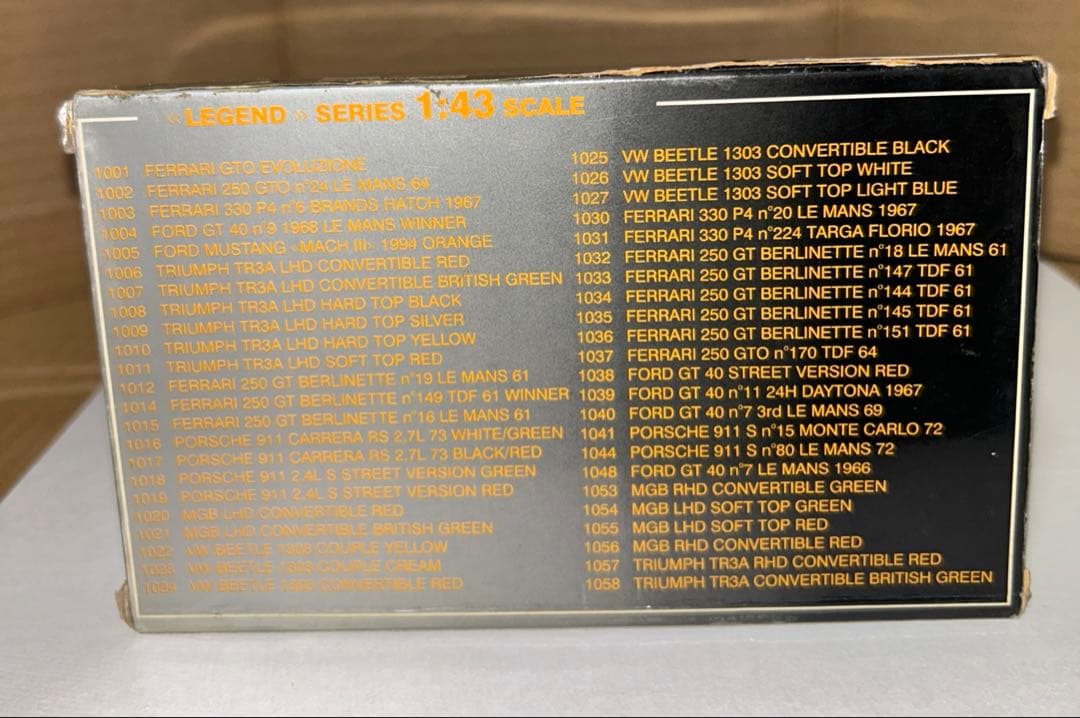 «LEGEND» SERIES 1:43 SCALE
1001 FERRARI GTO EVOLUZIONE
1002 FERRARI 250 GTO n°24 LE MANS 64
1003 FERRARI 330 P4 n°6 BRANDS HATCH 1967
1004 FORD GT 40 n°9 1968 LE MANS WINNER
1005 FORD MUSTANG «MACH III» 1994 ORANGE
1006 TRIUMPH TR3A LHD CONVERTIBLE RED
1007 TRIUMPH TR3A LHD CONVERTIBLE BRITISH GREEN
1008 TRIUMPH TR3A LHD HARD TOP BLACK
1009 TRIUMPH TR3A LHD HARD TOP SILVER
1010 TRIUMPH TR3A LHD HARD TOP YELLOW
1011 TRIUMPH TR3A LHD SOFT TOP RED
1012 FERRARI 250 GT BERLINETTE n°19 LE MANS 61
1014 FERRARI 250 GT BERLINETTE n°149 TDF 61 WINNER
1015 FERRARI 250 GT BERLINETTE n°16 LE MANS 61
1016 PORSCHE 911 CARRERA RS 2,7L 73 WHITE/GREEN
1017 PORSCHE 911 CARRERA RS 2,7L 73 BLACK/RED
1018 PORSCHE 911 2,4L S STREET VERSION GREEN
1019 PORSCHE 911 2,4L S STREET VERSION RED
1020 MGB LHD CONVERTIBLE RED
1021 MGB LHD CONVERTIBLE BRITISH GREEN
1022 VW BEETLE 1303 COUPLE YELLOW
1023 VW BEETLE 1303 COUPLE CREAM
1024 VW BEETLE 1303 CONVERTIBLE RED
1025 VW BEETLE 1303 CONVERTIBLE BLACK
1026 VW BEETLE 1303 SOFT TOP WHITE
1027 VW BEETLE 1303 SOFT TOP LIGHT BLUE
1030 FERRARI 330 P4 n°20 LE MANS 1967
1031 FERRARI 330 P4 n°224 TARGA FLORIO 1967
1032 FERRARI 250 GT BERLINETTE n°18 LE MANS 61
1033 FERRARI 250 GT BERLINETTE n°147 TDF 61
1034 FERRARI 250 GT BERLINETTE n°144 TDF 61
1035 FERRARI 250 GT BERLINETTE n°145 TDF 61
1036 FERRARI 250 GT BERLINETTE n°151 TDF 61
1037 FERRARI 250 GTO n°170 TDF 64
1038 FORD GT 40 STREET VERSION RED
1039 FORD GT 40 n°11 24H DAYTONA 1967
1040 FORD GT 40 n°7 3rd LE MANS 69
1041 PORSCHE 911 S n°15 MONTE CARLO 72
1044 PORSCHE 911 S n°80 LE MANS 72
1048 FORD GT 40 n°7 LE MANS 1966
1053 MGB RHD CONVERTIBLE GREEN
1054 MGB LHD SOFT TOP GREEN
1055 MGB LHD SOFT TOP RED
1056 MGB RHD CONVERTIBLE RED
1057 TRIUMPH TR3A RHD CONVERTIBLE RED
1058 TRIUMPH TR3A CONVERTIBLE BRITISH GREEN